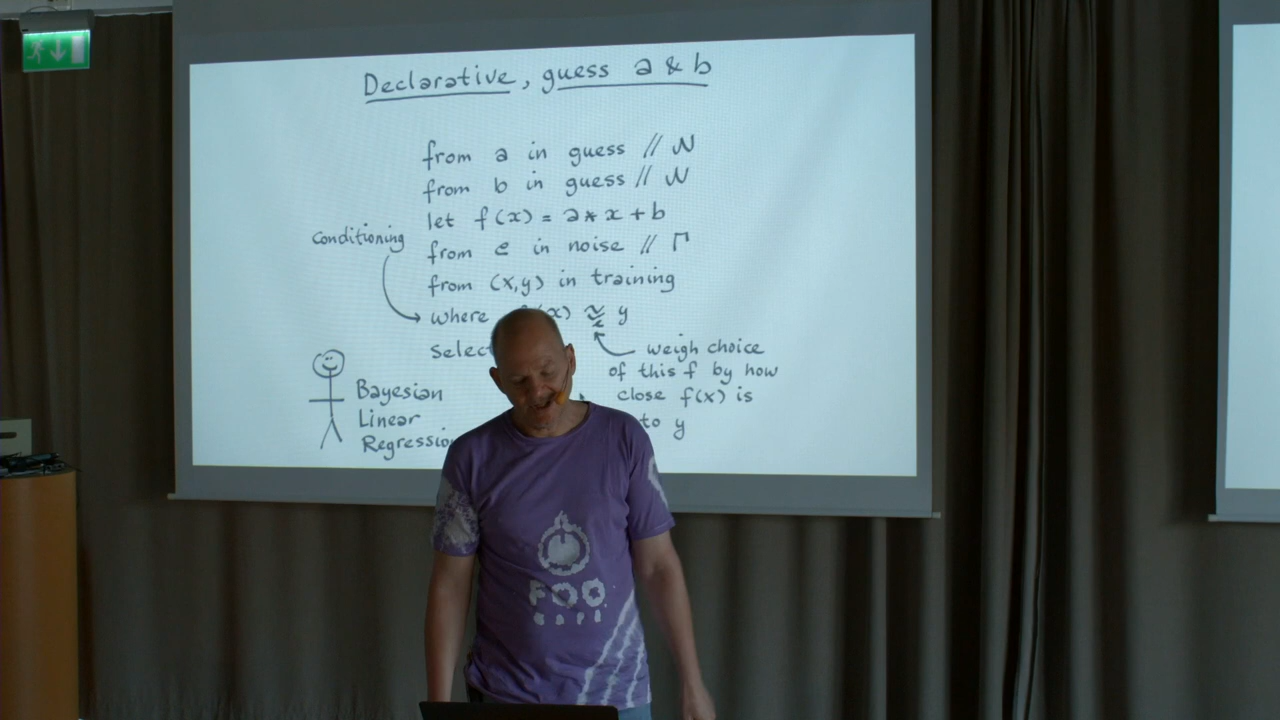 Declarative, guess a & b
from a in guess // N
from b in guess // N
let f(x) = a * x + b
Conditioning
from e in noise // Γ
from (x,y) in training
where (x) ≈ y
Select
weigh choice
of this f by how
close f(x) is
to y
Bayesian
Linear
Regression
FOO